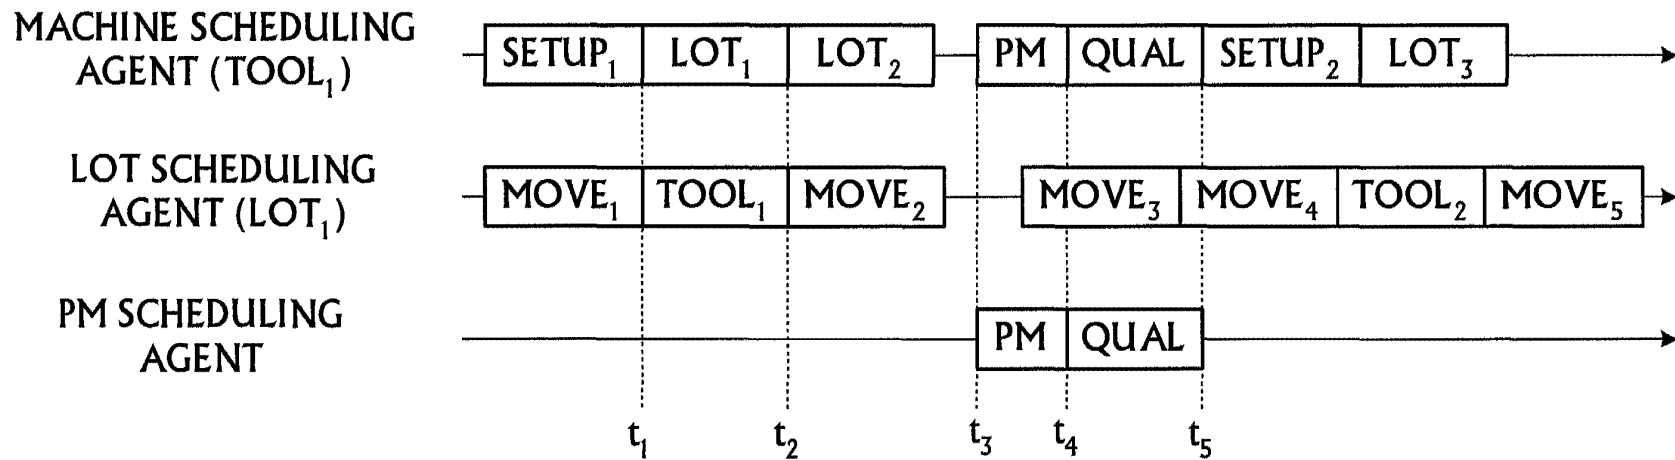 MACHINE SCHEDULING
AGENT (TOOL₁)
SETUP₁ LOT₁ LOT₂ PM QUAL SETUP₂ LOT₃
LOT SCHEDULING
AGENT (LOT₁)
MOVE₁ TOOL₁ MOVE₂ MOVE₃ MOVE₄ TOOL₂ MOVE₅
PM SCHEDULING
AGENT
PM QUAL
t₁ t₂ t₃ t₄ t₅